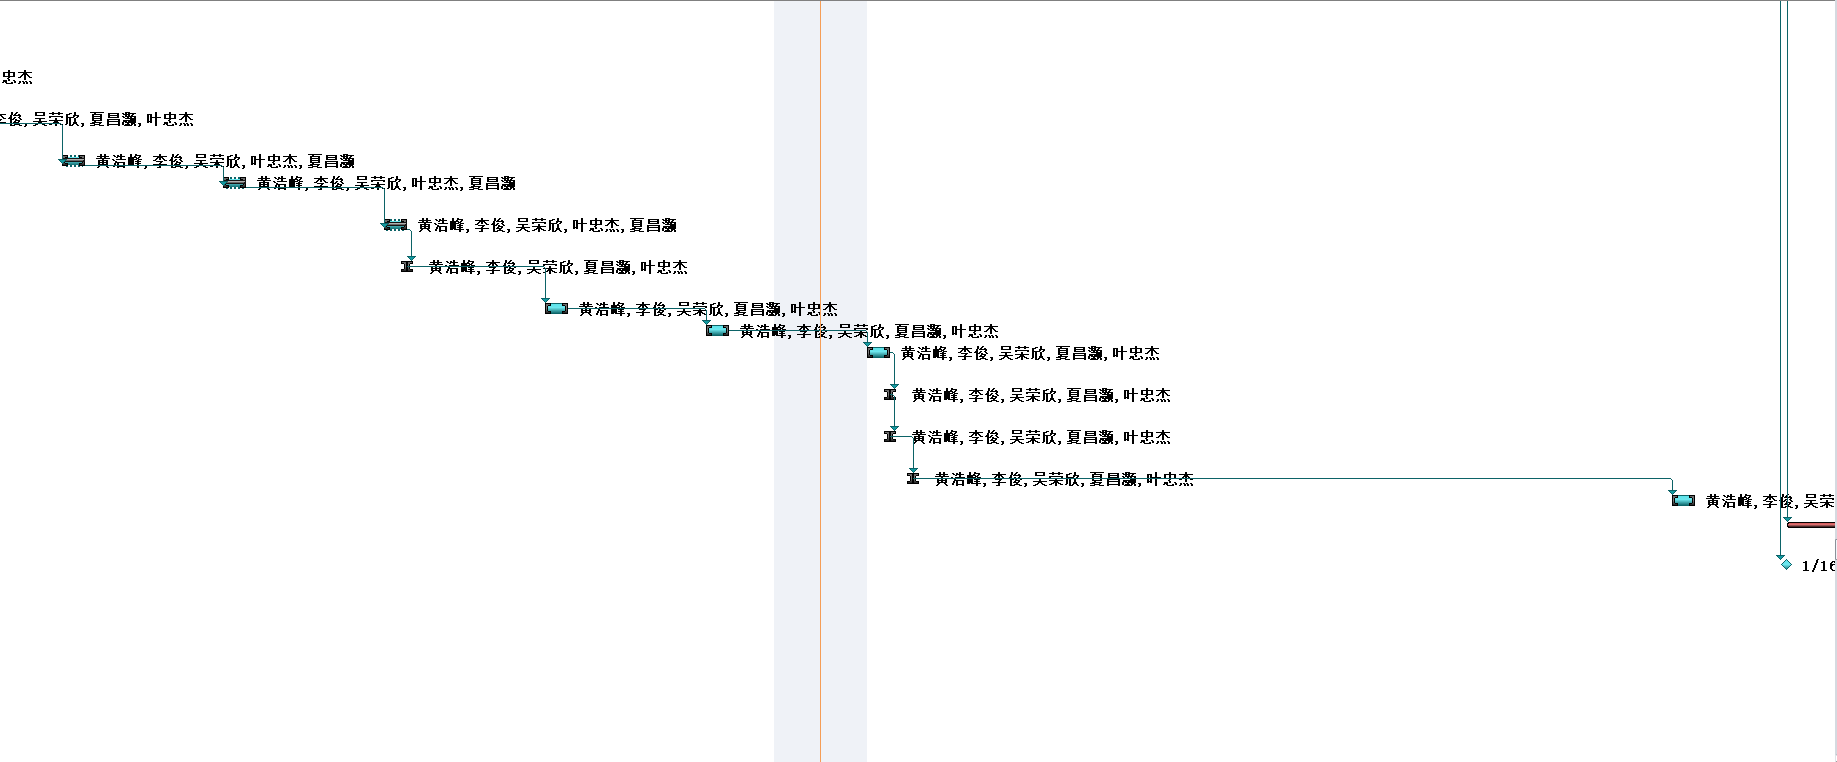 忠杰
李俊, 吴荣欣, 夏昌灏, 叶忠杰
黄浩峰, 李俊, 吴荣欣, 叶忠杰, 夏昌灏
黄浩峰, 李俊, 吴荣欣, 叶忠杰, 夏昌灏
黄浩峰, 李俊, 吴荣欣, 叶忠杰, 夏昌灏
黄浩峰, 李俊, 吴荣欣, 夏昌灏, 叶忠杰
黄浩峰, 李俊, 吴荣欣, 夏昌灏, 叶忠杰
黄浩峰, 李俊, 吴荣欣, 夏昌灏, 叶忠杰
黄浩峰, 李俊, 吴荣欣, 夏昌灏, 叶忠杰
黄浩峰, 李俊, 吴荣欣, 夏昌灏, 叶忠杰
黄浩峰, 李俊, 吴荣欣, 夏昌灏, 叶忠杰
黄浩峰, 李俊, 吴荣欣, 夏昌灏, 叶忠杰
黄浩峰, 李俊, 吴荣
1/16